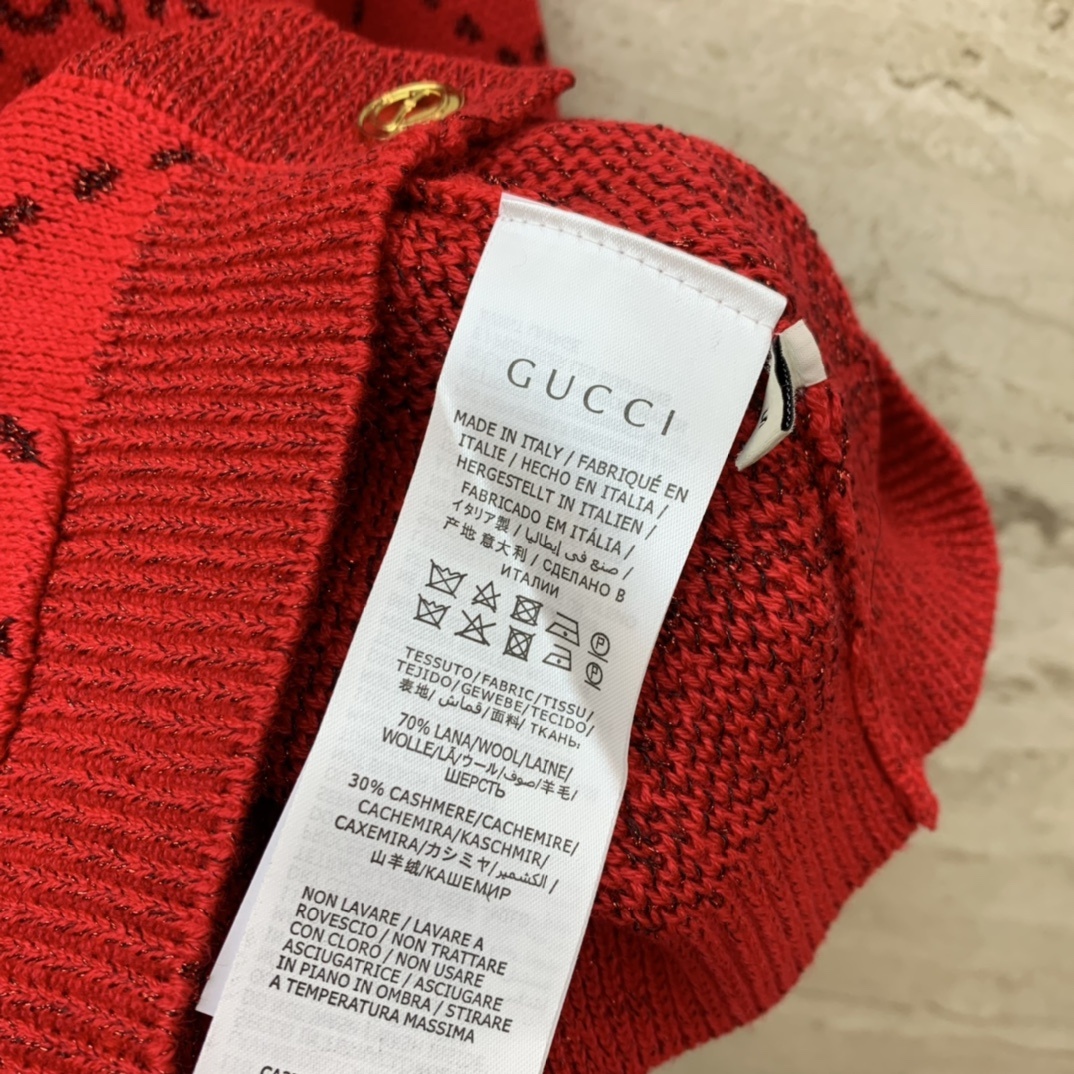 GUCCI
MADE IN ITALY / FABRIQUÉ EN
ITALIE / HECHO EN ITALIA /
HERGESTELLT IN ITALIEN /
FABRICADO EM ITÁLIA /
イタリア製 / صنع في إيطاليا /
产地 意大利 / СДЕЛАНО В
ИТАЛИИ
P
P
TESSUTO/FABRIC/TISSU/
TEJIDO/GEWEBE/TECIDO/
表地/قماش/面料/ ТКАНЬ,
70% LANA/WOOL/LAINE/
WOLLE/LÃ/ウール/صوف/羊毛/
ШЕРСТЬ
30% CASHMERE/CACHEMIRE/
CACHEMIRA/KASCHMIR/
CAXEMIRA/カシミヤ/الكشمير/
山羊绒/КАШЕМИР
NON LAVARE / LAVARE A
ROVESCIO / NON TRATTARE
CON CLORO / NON USARE
ASCIUGATRICE / ASCIUGARE
IN PIANO IN OMBRA / STIRARE
A TEMPERATURA MASSIMA